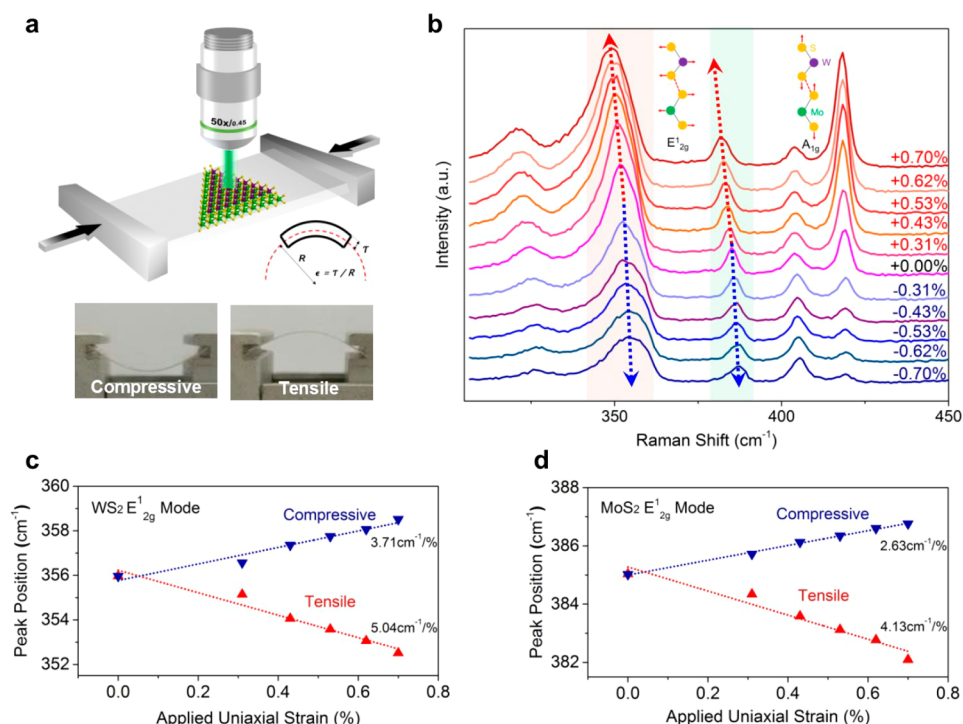 a
50x/0.45
R
τ
ϵ = τ / R
Compressive
Tensile
b
Intensity (a.u.)
E¹₂g
S
W
Mo
A₁g
+0.70%
+0.62%
+0.53%
+0.43%
+0.31%
+0.00%
-0.31%
-0.43%
-0.53%
-0.62%
-0.70%
350
400
450
Raman Shift (cm⁻¹)
c
Peak Position (cm⁻¹)
360
358
356
354
352
WS₂ E¹₂g Mode
Compressive
3.71cm⁻¹/%
Tensile
5.04cm⁻¹/%
0.0 0.2 0.4 0.6 0.8
Applied Uniaxial Strain (%)
d
Peak Position (cm⁻¹)
388
386
384
382
MoS₂ E¹₂g Mode
Compressive
2.63cm⁻¹/%
Tensile
4.13cm⁻¹/%
0.0 0.2 0.4 0.6 0.8
Applied Uniaxial Strain (%)